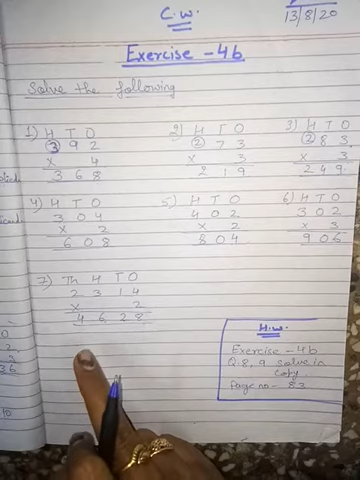 C.W.
13/8/20
Exercise - 4b
Solve the following
1) H T O
3 9 2
x 4
3 6 8
2) H T O
2 7 3
x 3
2 1 9
3) H T O
2 8 3
x 3
2 4 9
4) H T O
3 0 4
x 2
6 0 8
5) H T O
4 0 2
x 2
8 0 4
6) H T O
3 0 2
x 3
9 0 6
7) Th H T O
2 3 1 4
x 2
4 6 2 8
H.W.
Exercise - 4b
Q.8, 9 solve in
copy.
Page no - 83